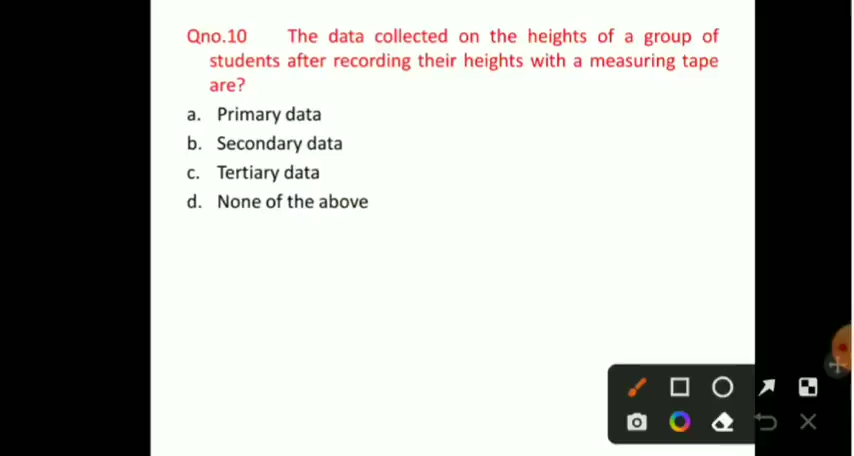 Qno.10 The data collected on the heights of a group of
students after recording their heights with a measuring tape
are?
a. Primary data
b. Secondary data
c. Tertiary data
d. None of the above